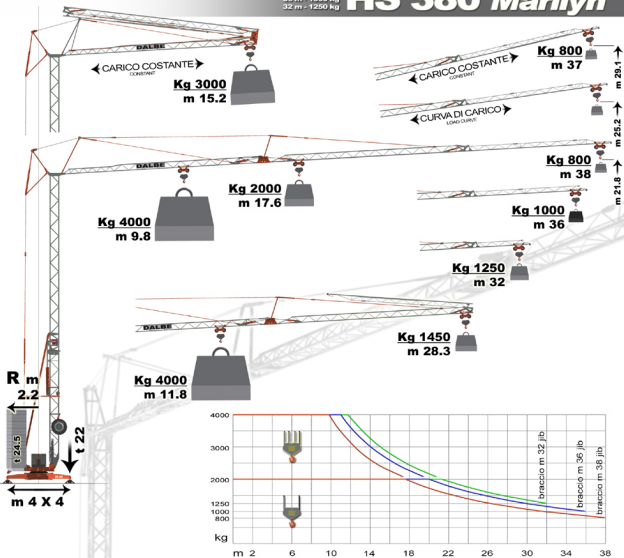 32 m - 1250 kg
HS 380 Marilyn
DALBE
CARICO COSTANTE
CONSTANT
Kg 3000
m 15.2
CARICO COSTANTE
CONSTANT
Kg 800
m 37
m 29.1
CURVA DI CARICO
LOAD CURVE
m 25.2
DALBE
Kg 4000
m 9.8
Kg 2000
m 17.6
Kg 800
m 38
m 21.8
Kg 1000
m 36
Kg 1250
m 32
DALBE
Kg 4000
m 11.8
Kg 1450
m 28.3
R m
2.2
t 24.5
t 22
m 4 X 4
4000
3000
2000
1250
1000
800
kg
m 2 6 10 14 18 22 26 30 34 38
braccio m 32 jib
braccio m 36 jib
braccio m 38 jib